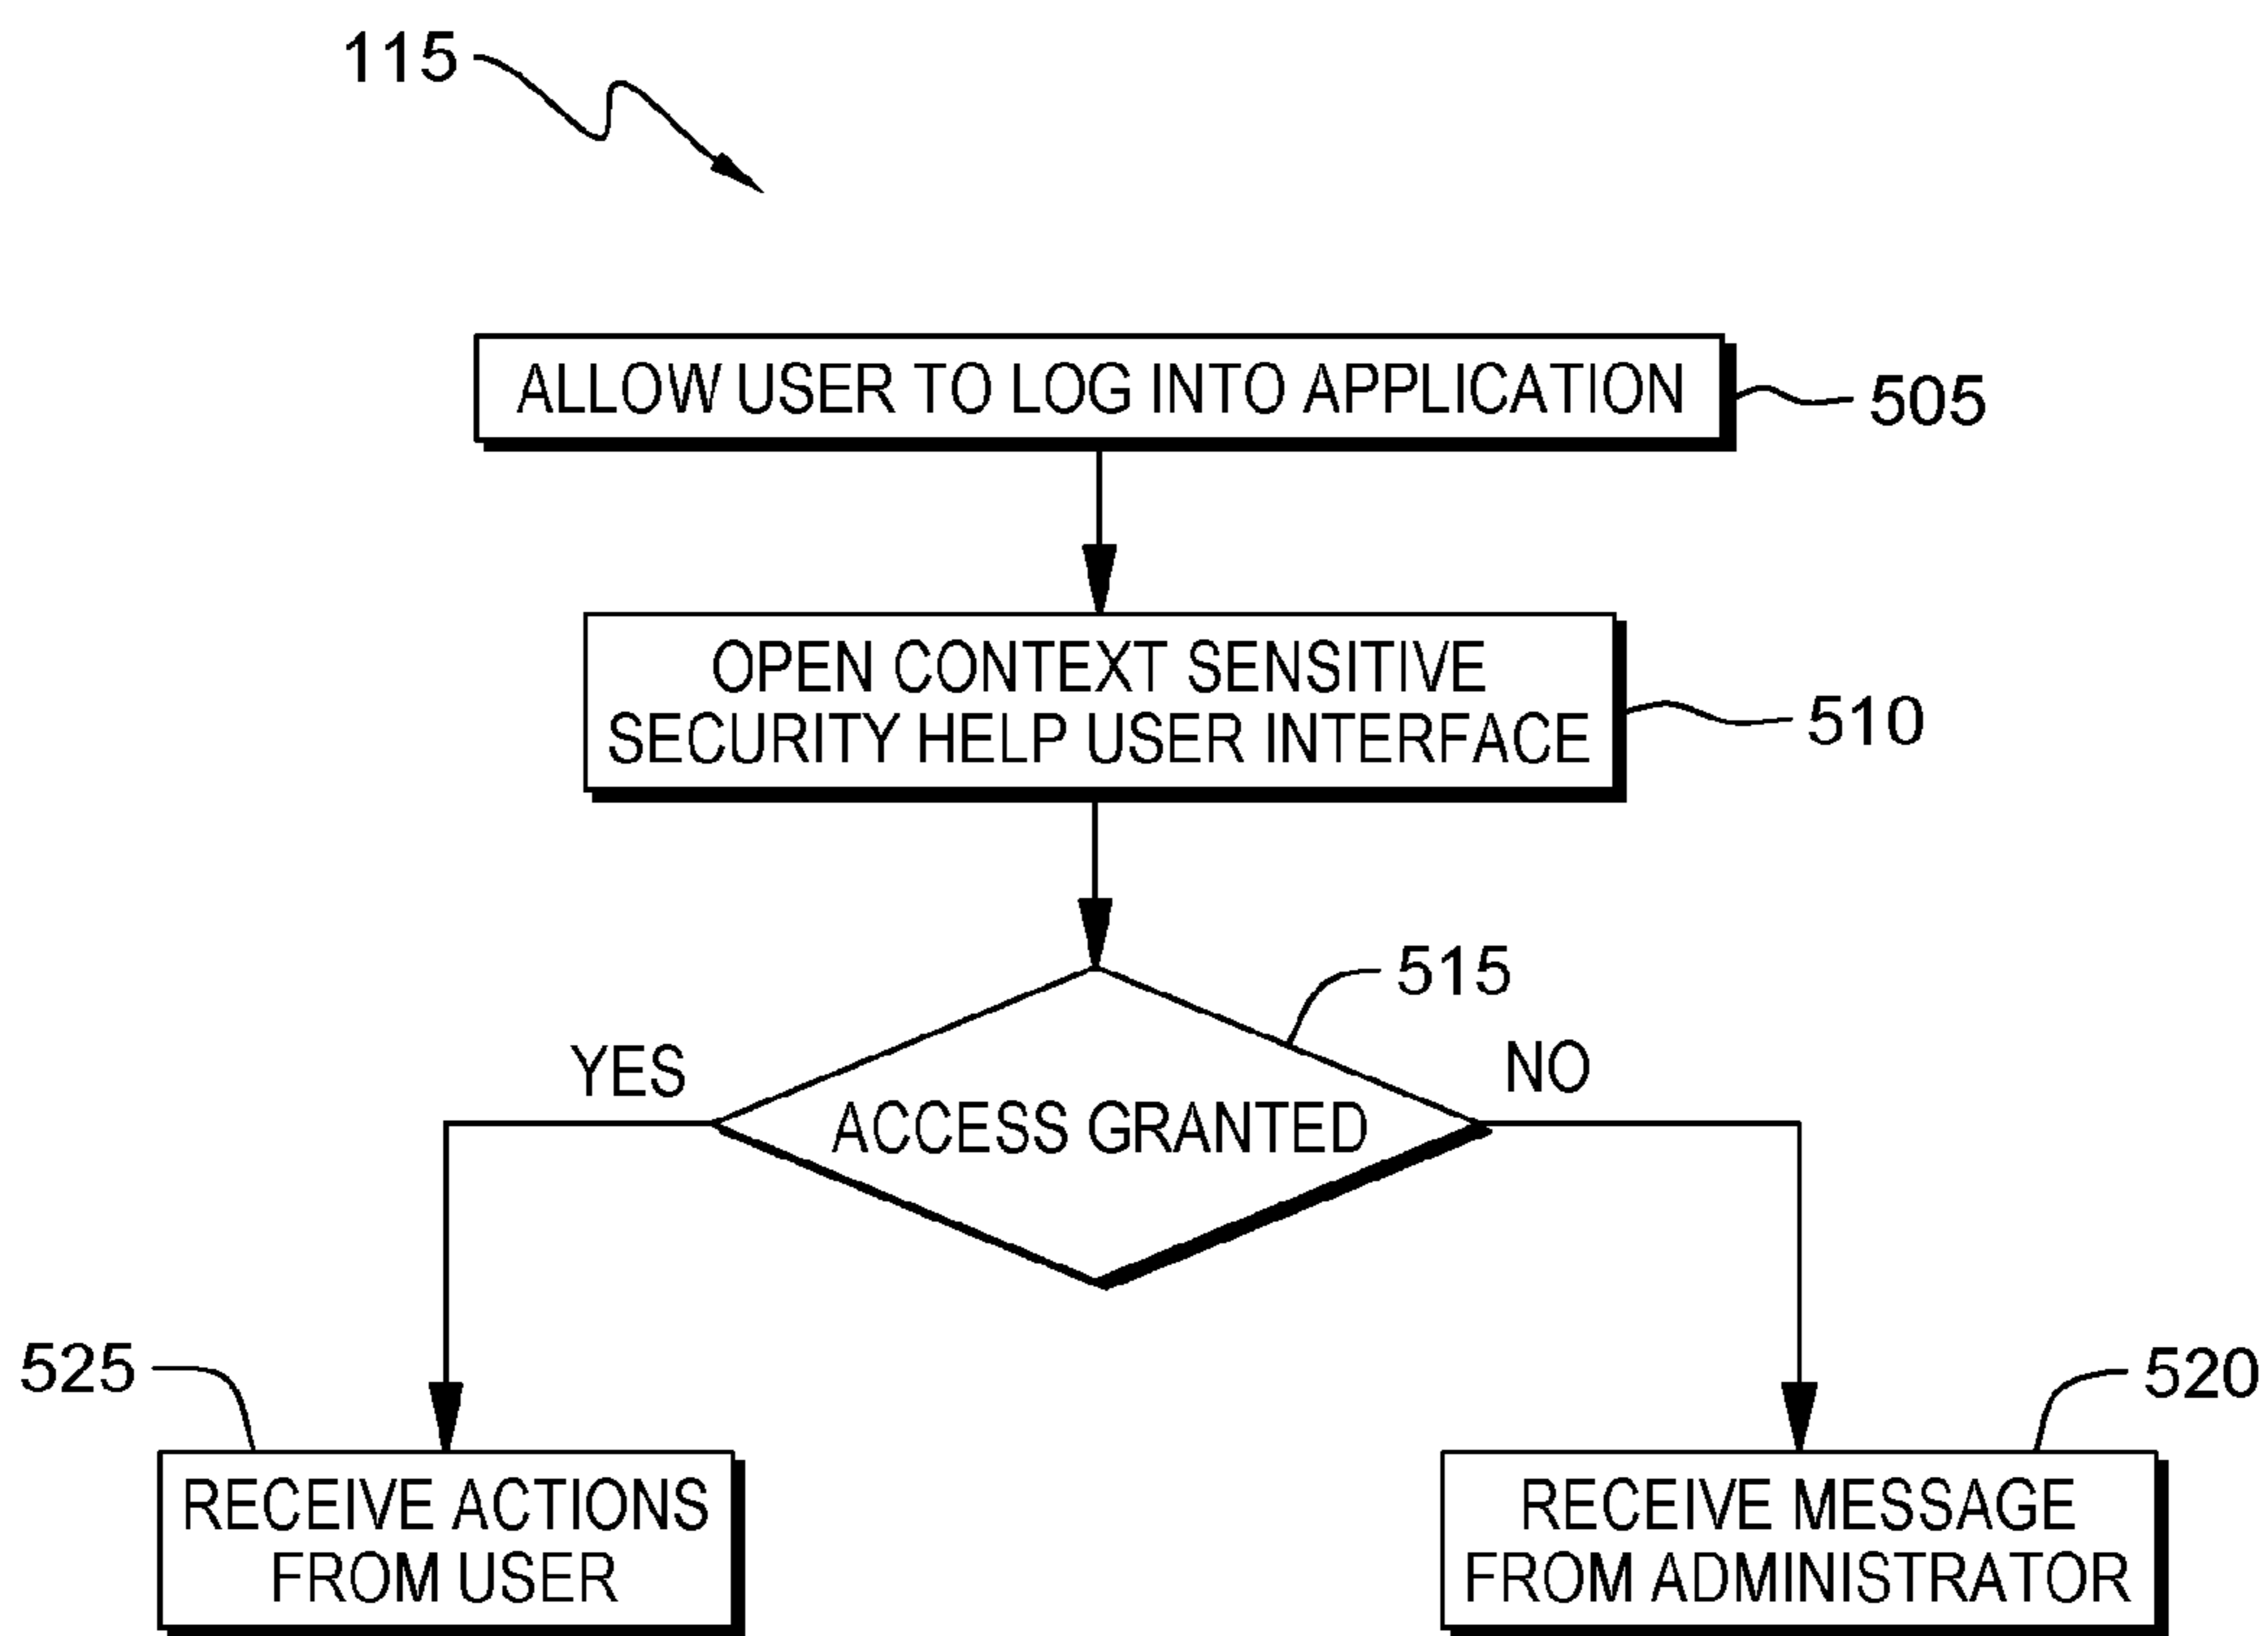 115
ALLOW USER TO LOG INTO APPLICATION
505
OPEN CONTEXT SENSITIVE
SECURITY HELP USER INTERFACE
510
515
YES
NO
ACCESS GRANTED
525
520
RECEIVE ACTIONS
FROM USER
RECEIVE MESSAGE
FROM ADMINISTRATOR